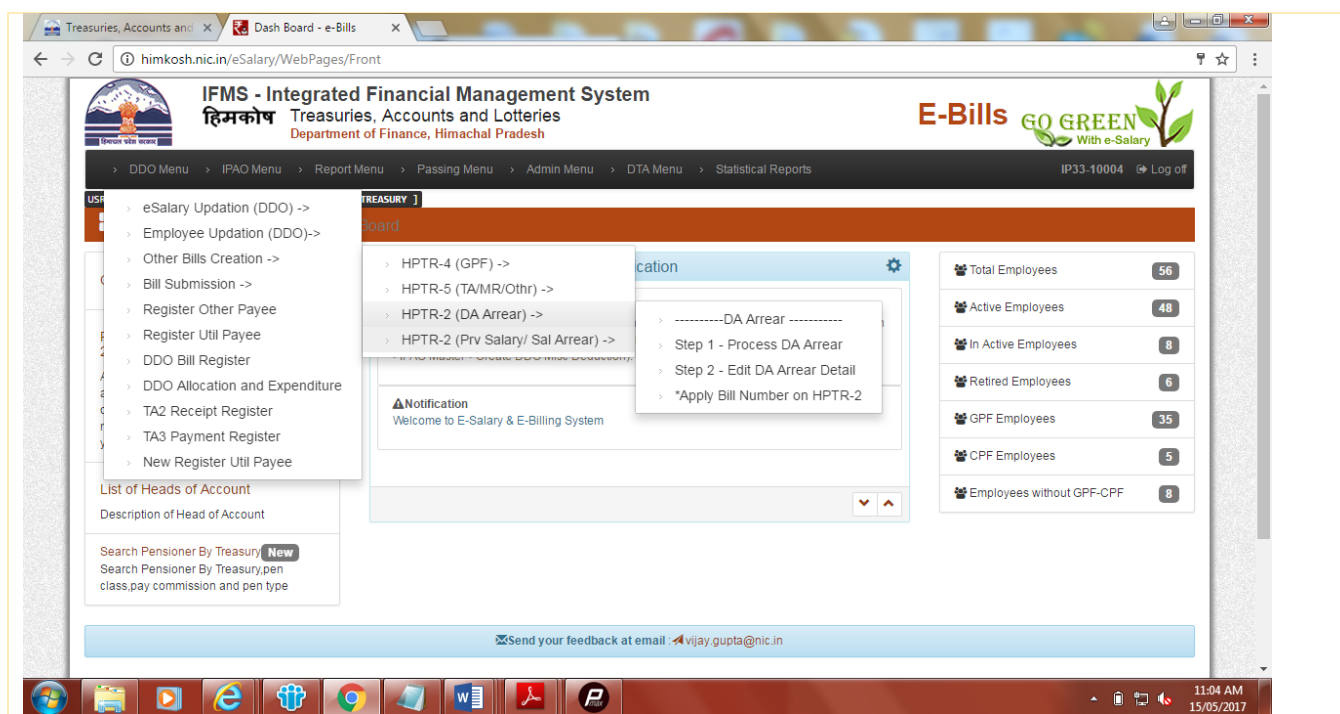 Treasuries, Accounts and
Dash Board - e-Bills
himkosh.nic.in/eSalary/WebPages/Front
हिमाचल प्रदेश सरकार
IFMS - Integrated Financial Management System
हिमकोष Treasuries, Accounts and Lotteries
Department of Finance, Himachal Pradesh
E-Bills
GO GREEN
With e-Salary
DDO Menu
IPAO Menu
Report Menu
Passing Menu
Admin Menu
DTA Menu
Statistical Reports
IP33-10004
Log off
TREASURY ]
Board
eSalary Updation (DDO) ->
Employee Updation (DDO)->
Other Bills Creation ->
Bill Submission ->
Register Other Payee
Register Util Payee
DDO Bill Register
DDO Allocation and Expenditure
TA2 Receipt Register
TA3 Payment Register
New Register Util Payee
HPTR-4 (GPF) ->
HPTR-5 (TA/MR/Othr) ->
HPTR-2 (DA Arrear) ->
HPTR-2 (Prv Salary/ Sal Arrear) ->
----------DA Arrear -----------
Step 1 - Process DA Arrear
Step 2 - Edit DA Arrear Detail
*Apply Bill Number on HPTR-2
Notification
Welcome to E-Salary & E-Billing System
Total Employees 56
Active Employees 48
In Active Employees 8
Retired Employees 6
GPF Employees 35
CPF Employees 5
Employees without GPF-CPF 8
List of Heads of Account
Description of Head of Account
Search Pensioner By Treasury New
Search Pensioner By Treasury,pen
class,pay commission and pen type
Send your feedback at email : vijay.gupta@nic.in
11:04 AM
15/05/2017